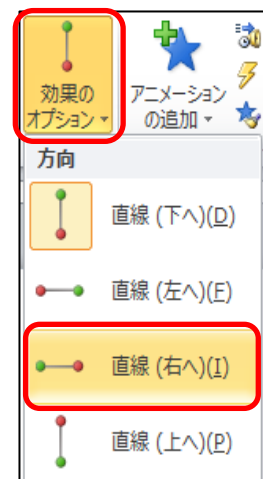 効果の
オプション
アニメーション
の追加
方向
直線 (下へ)(D)
直線 (左へ)(F)
直線 (右へ)(I)
直線 (上へ)(P)